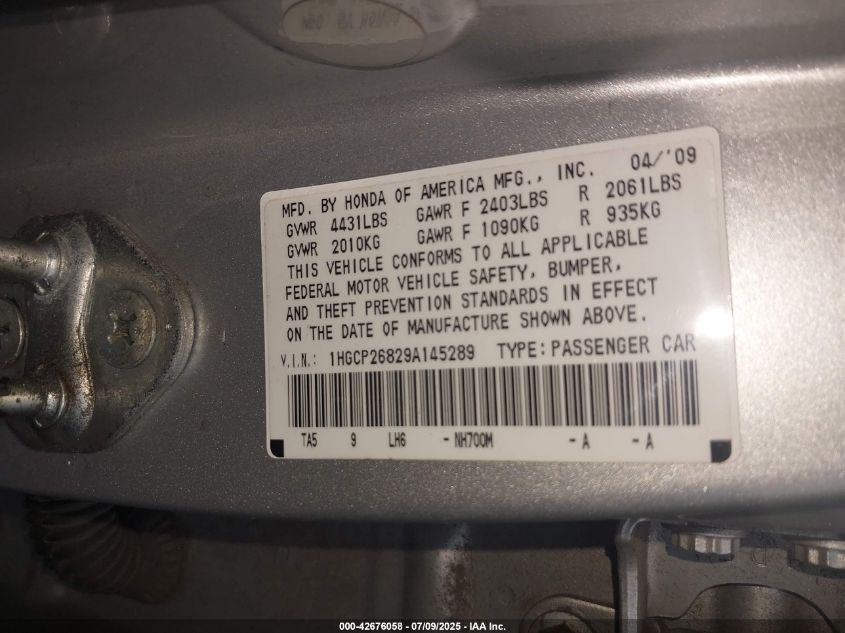 MFD. BY HONDA OF AMERICA MFG., INC. 04/'09
GVWR 4431LBS GAWR F 2403LBS R 2061LBS
GVWR 2010KG GAWR F 1090KG R 935KG
THIS VEHICLE CONFORMS TO ALL APPLICABLE
FEDERAL MOTOR VEHICLE SAFETY, BUMPER,
AND THEFT PREVENTION STANDARDS IN EFFECT
ON THE DATE OF MANUFACTURE SHOWN ABOVE.
V.I.N.: 1HGCP26829A145289 TYPE: PASSENGER CAR
TA5 9 LH6 - NH700M - A - A
000-42676058 - 07/09/2025 - IAA Inc.